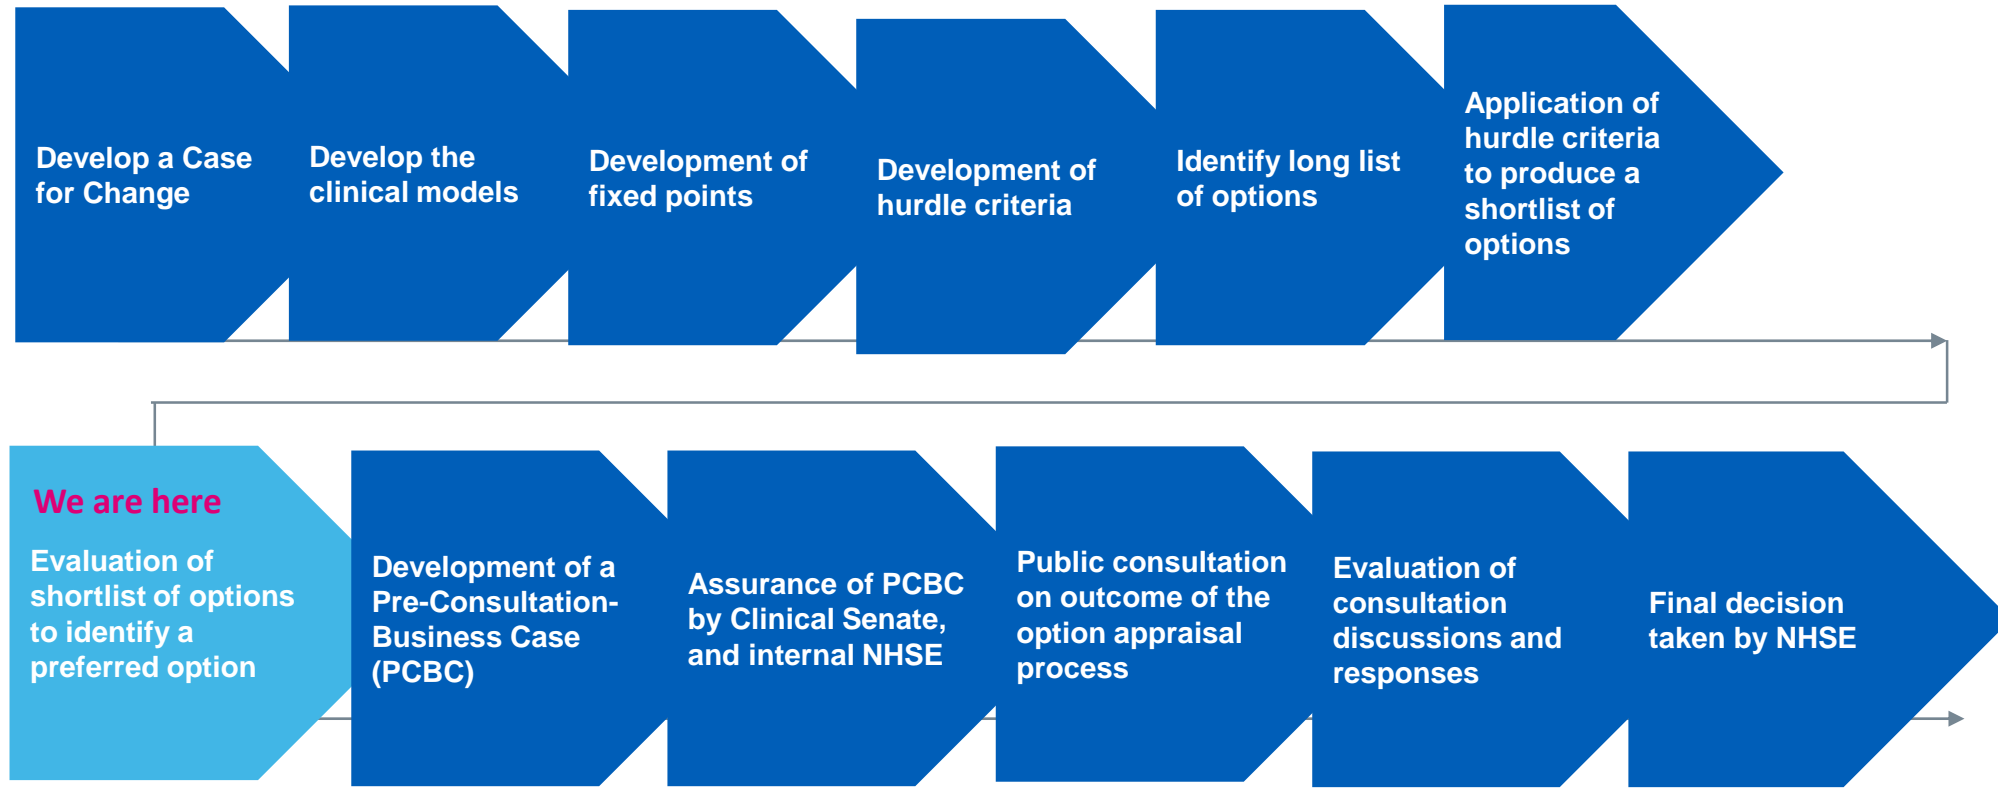 Develop a Case
for Change
Develop the
clinical models
Development of
fixed points
Development of
hurdle criteria
Identify long list
of options
Application of
hurdle criteria
to produce a
shortlist of
options
We are here
Evaluation of
shortlist of options
to identify a
preferred option
Development of a
Pre-Consultation-
Business Case
(PCBC)
Assurance of PCBC
by Clinical Senate,
and internal NHSE
Public consultation
on outcome of the
option appraisal
process
Evaluation of
consultation
discussions and
responses
Final decision
taken by NHSE